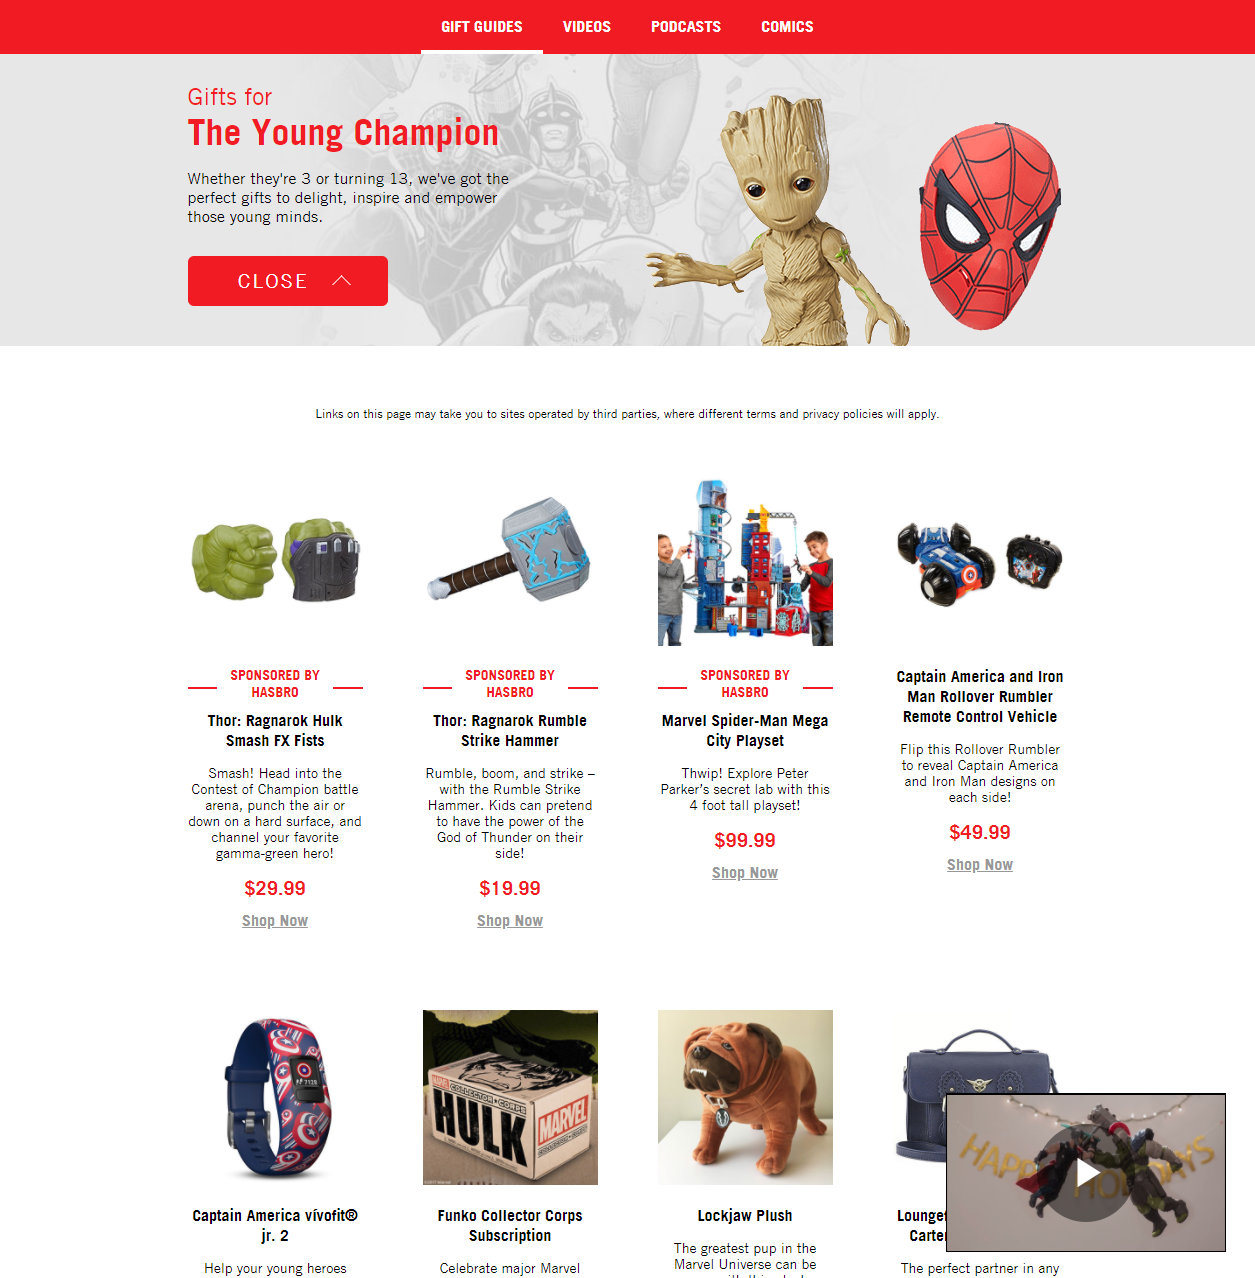 GIFT GUIDES VIDEOS PODCASTS COMICS
Gifts for
The Young Champion
Whether they're 3 or turning 13, we've got the
perfect gifts to delight, inspire and empower
those young minds.
CLOSE
Links on this page may take you to sites operated by third parties, where different terms and privacy policies will apply.
SPONSORED BY
HASBRO
Thor: Ragnarok Hulk
Smash FX Fists
Smash! Head into the
Contest of Champion battle
arena, punch the air or
down on a hard surface, and
channel your favorite
gamma-green hero!
$29.99
Shop Now
SPONSORED BY
HASBRO
Thor: Ragnarok Rumble
Strike Hammer
Rumble, boom, and strike –
with the Rumble Strike
Hammer. Kids can pretend
to have the power of the
God of Thunder on their
side!
$19.99
Shop Now
SPONSORED BY
HASBRO
Marvel Spider-Man Mega
City Playset
Thwip! Explore Peter
Parker's secret lab with this
4 foot tall playset!
$99.99
Shop Now
Captain America and Iron
Man Rollover Rumbler
Remote Control Vehicle
Flip this Rollover Rumbler
to reveal Captain America
and Iron Man designs on
each side!
$49.99
Shop Now
Captain America vívofit®
jr. 2
Help your young heroes
MARVEL COLLECTOR CORPS
HULK
MARVEL
Funko Collector Corps
Subscription
Celebrate major Marvel
Lockjaw Plush
The greatest pup in the
Marvel Universe can be
Carter
The perfect partner in any